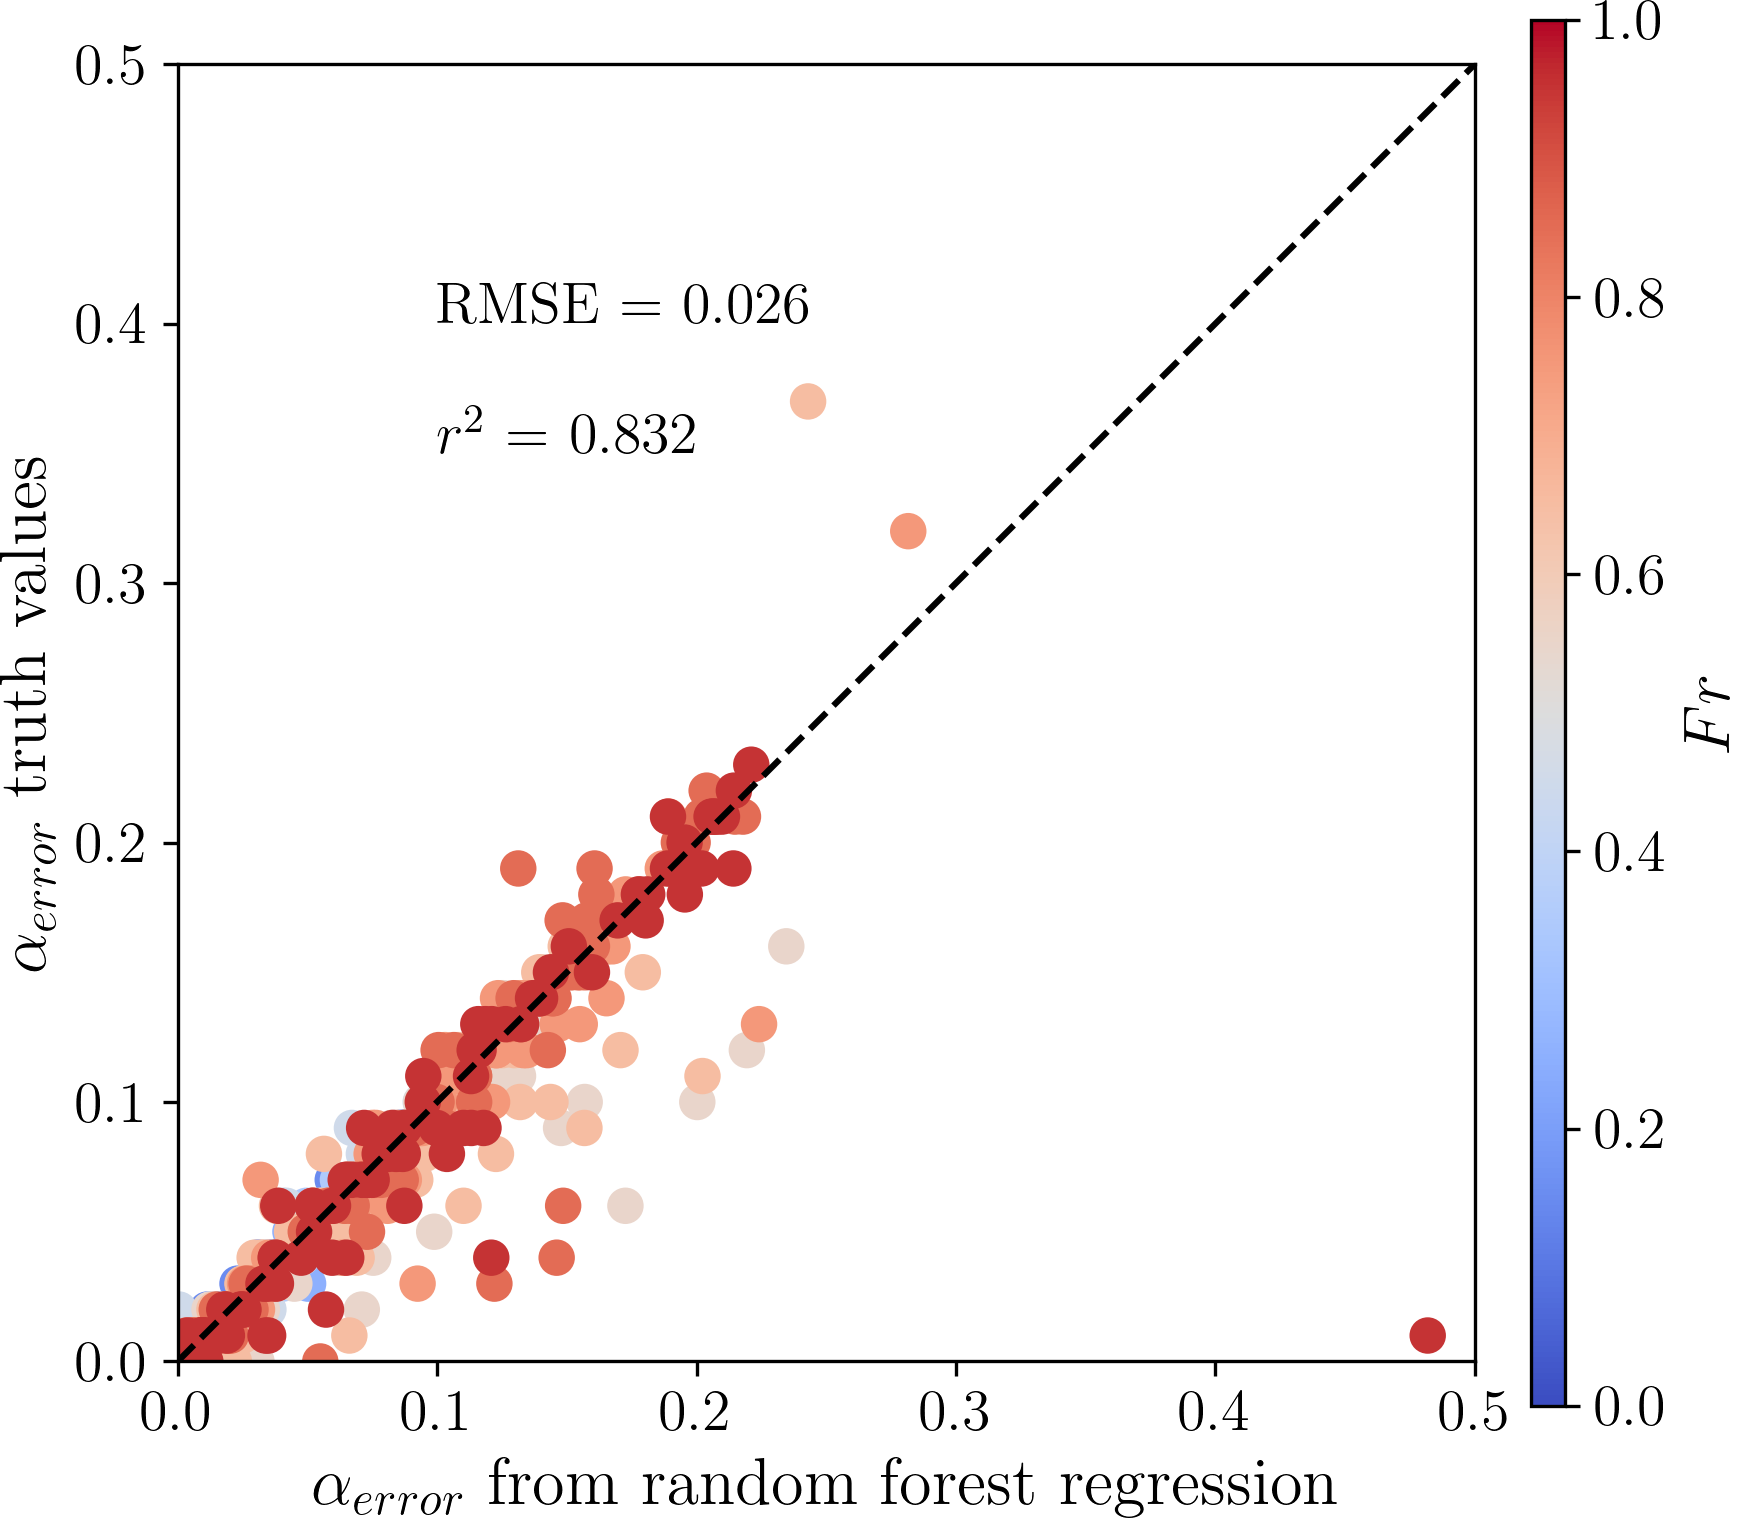 0.5
0.4
0.3
0.2
0.1
0.0
α_error truth values
RMSE = 0.026
r² = 0.832
0.0 0.1 0.2 0.3 0.4 0.5
α_error from random forest regression
1.0
0.8
0.6
0.4
0.2
0.0
Fr